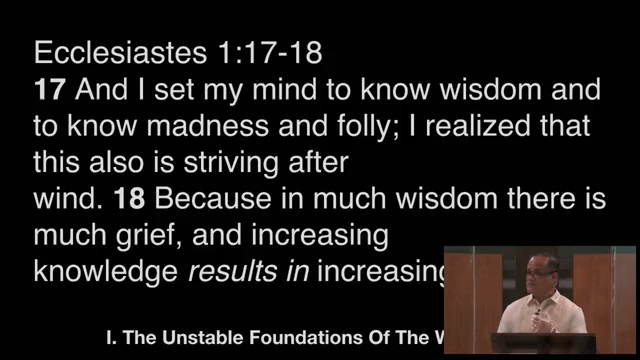 Ecclesiastes 1:17-18
17 And I set my mind to know wisdom and
to know madness and folly; I realized that
this also is striving after
wind. 18 Because in much wisdom there is
much grief, and increasing
knowledge results in increasing
I. The Unstable Foundations Of The W